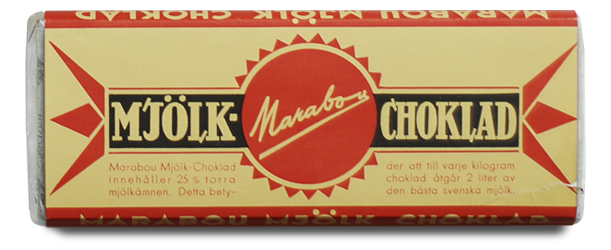 MARABOU MJÖLK CHOKLAD
MJÖLK-
Marabou
CHOKLAD
Marabou Mjölk-Choklad
innehåller 25 % torra
mjölkämnen. Detta bety-
der att till varje kilogram
choklad åtgår 2 liter av
den bästa svenska mjölk.
MARABOU MJÖLK CHOKLAD